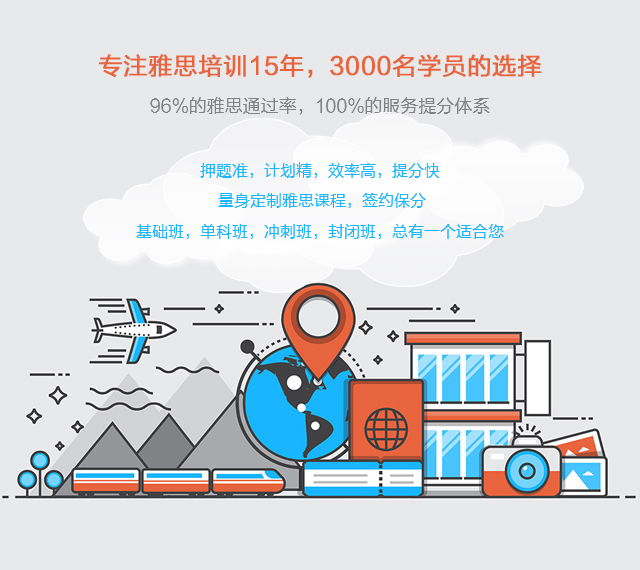 专注雅思培训15年，3000名学员的选择
96%的雅思通过率，100%的服务提分体系
押题准，计划精，效率高，提分快
量身定制雅思课程，签约保分
基础班，单科班，冲刺班，封闭班，总有一个适合您